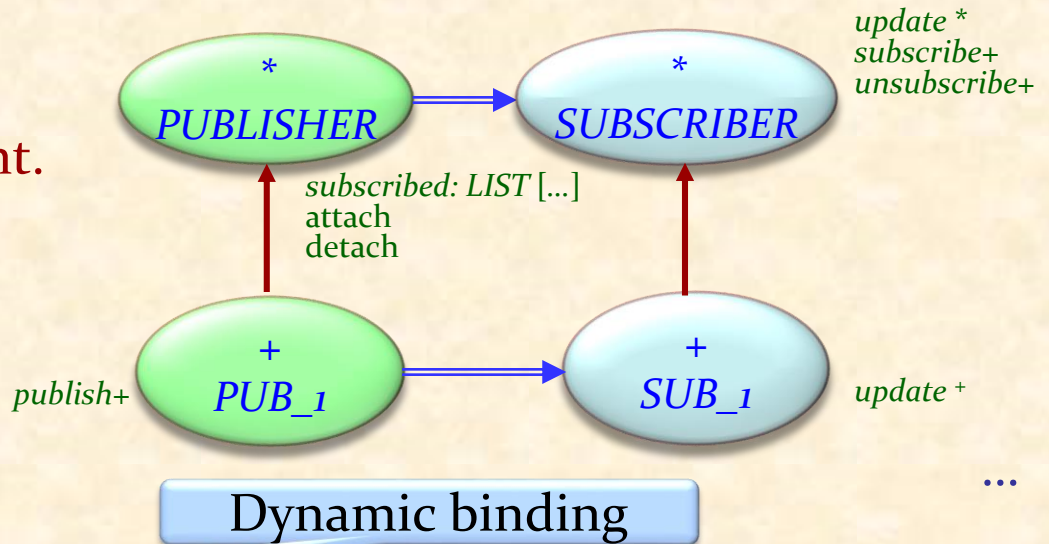 update *
subscribe+
unsubscribe+
*
PUBLISHER
*
SUBSCRIBER
nt.
subscribed: LIST […]
attach
detach
publish+
+
PUB_1
+
SUB_1
update +
...
Dynamic binding